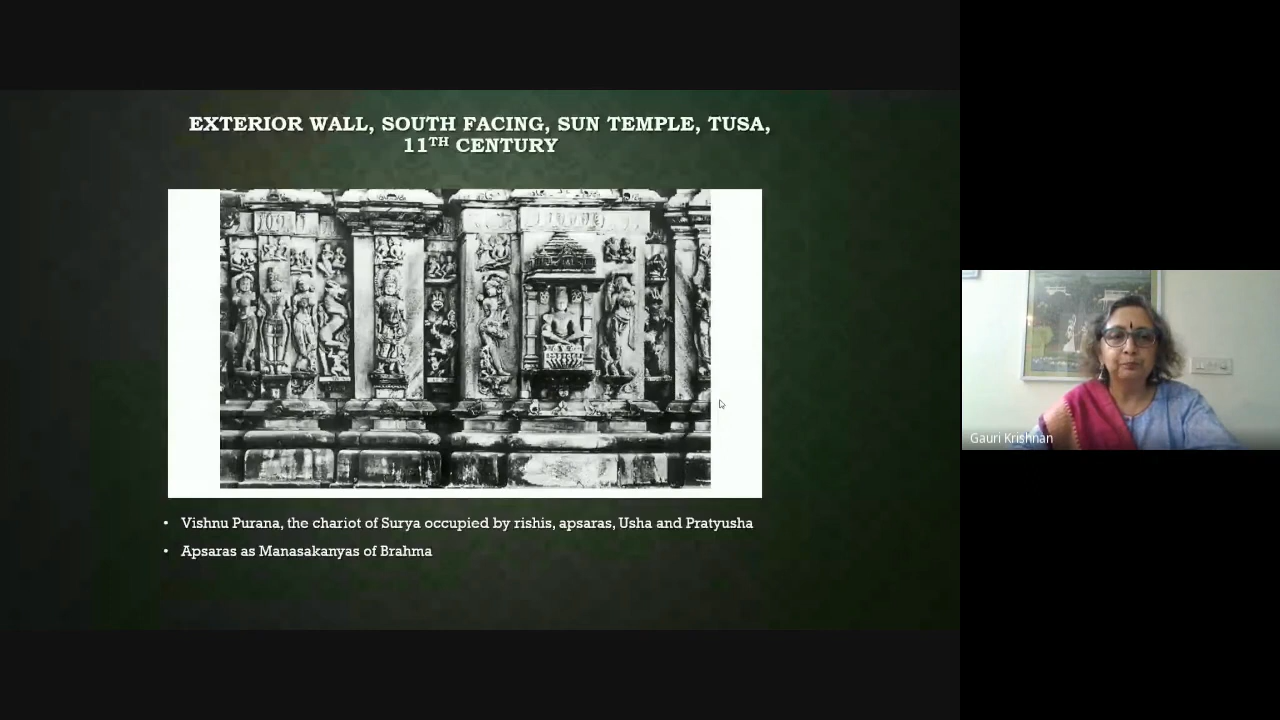 EXTERIOR WALL, SOUTH FACING, SUN TEMPLE, TUSA,
11TH CENTURY
• Vishnu Purana, the chariot of Surya occupied by rishis, apsaras, Usha and Pratyusha
• Apsaras as Manasakanyas of Brahma
Gauri Krishnan